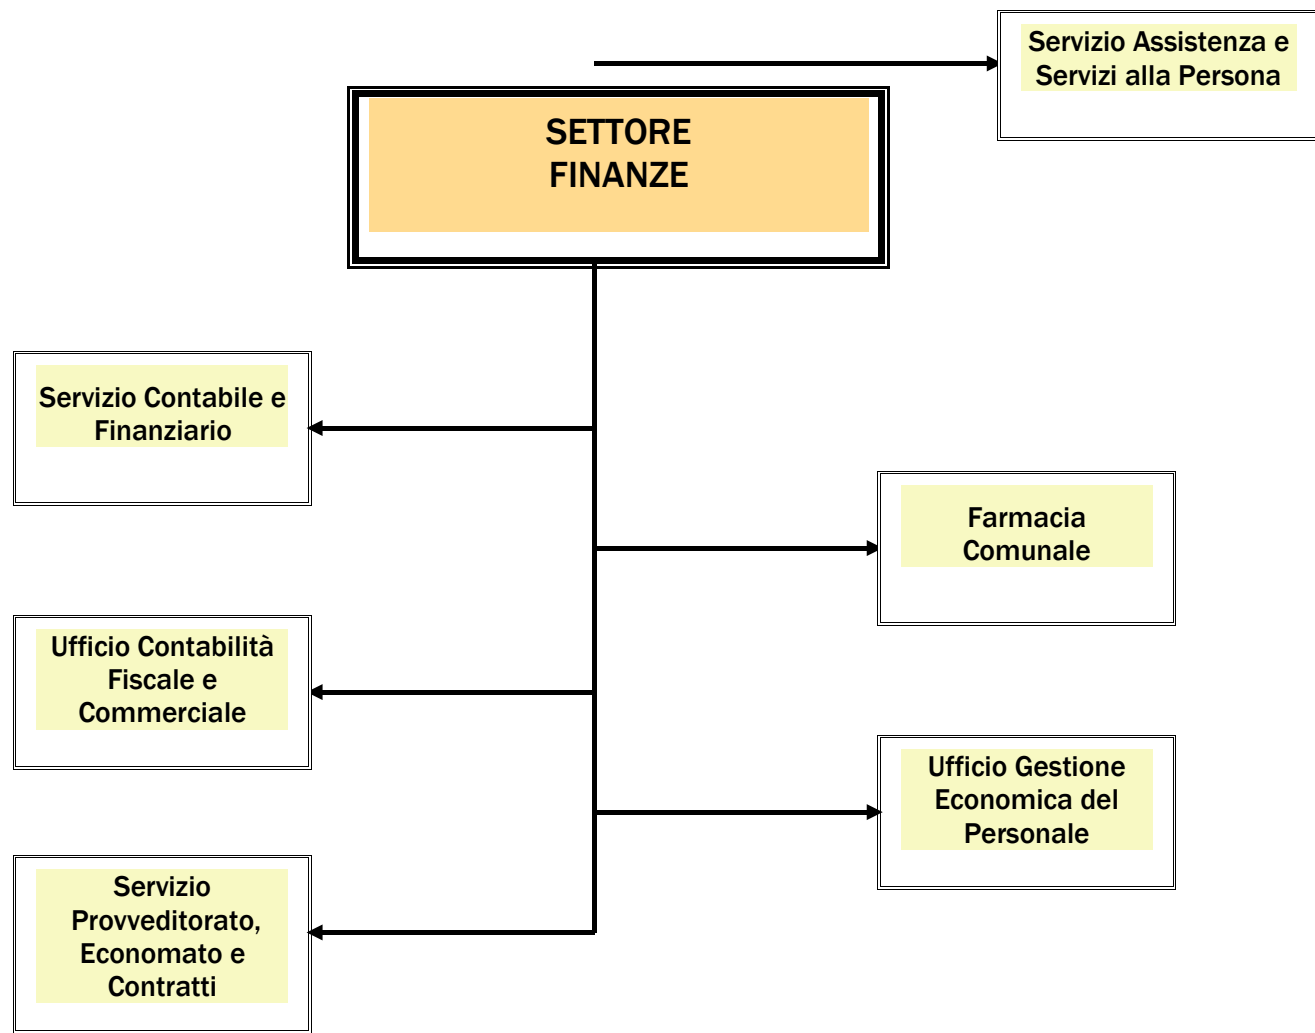 Servizio Assistenza e
Servizi alla Persona
SETTORE
FINANZE
Servizio Contabile e
Finanziario
Farmacia
Comunale
Ufficio Contabilità
Fiscale e
Commerciale
Ufficio Gestione
Economica del
Personale
Servizio
Provveditorato,
Economato e
Contratti